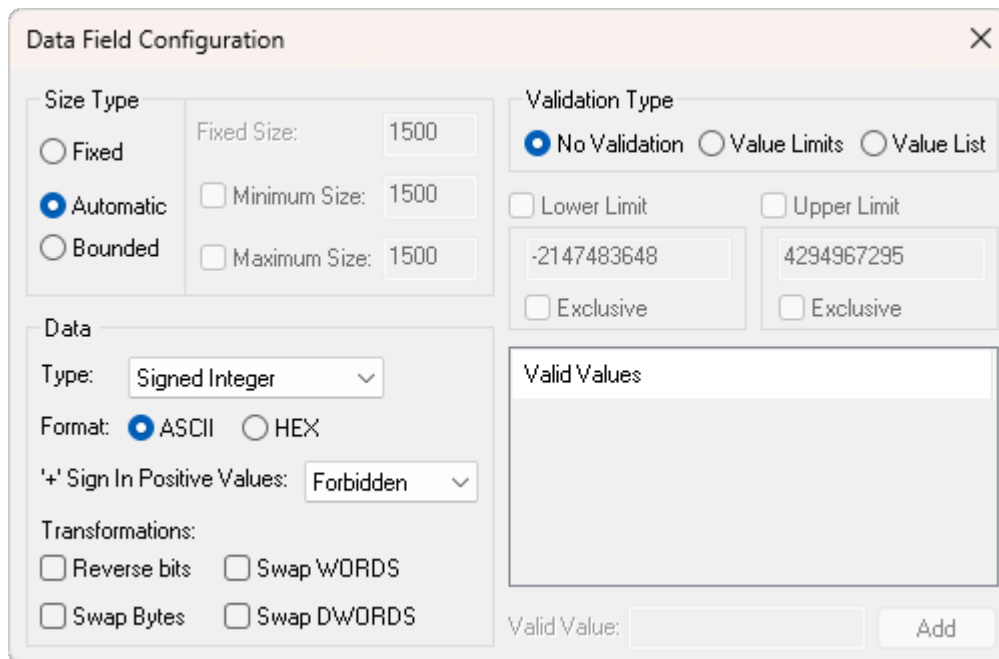 Data Field Configuration
Size Type
Fixed
Automatic
Bounded
Fixed Size: 1500
Minimum Size: 1500
Maximum Size: 1500
Validation Type
No Validation Value Limits Value List
Lower Limit
-2147483648
Exclusive
Upper Limit
4294967295
Exclusive
Data
Type: Signed Integer
Format: ASCII HEX
'+' Sign In Positive Values: Forbidden
Transformations:
Reverse bits Swap WORDS
Swap Bytes Swap DWORDS
Valid Values
Valid Value: Add